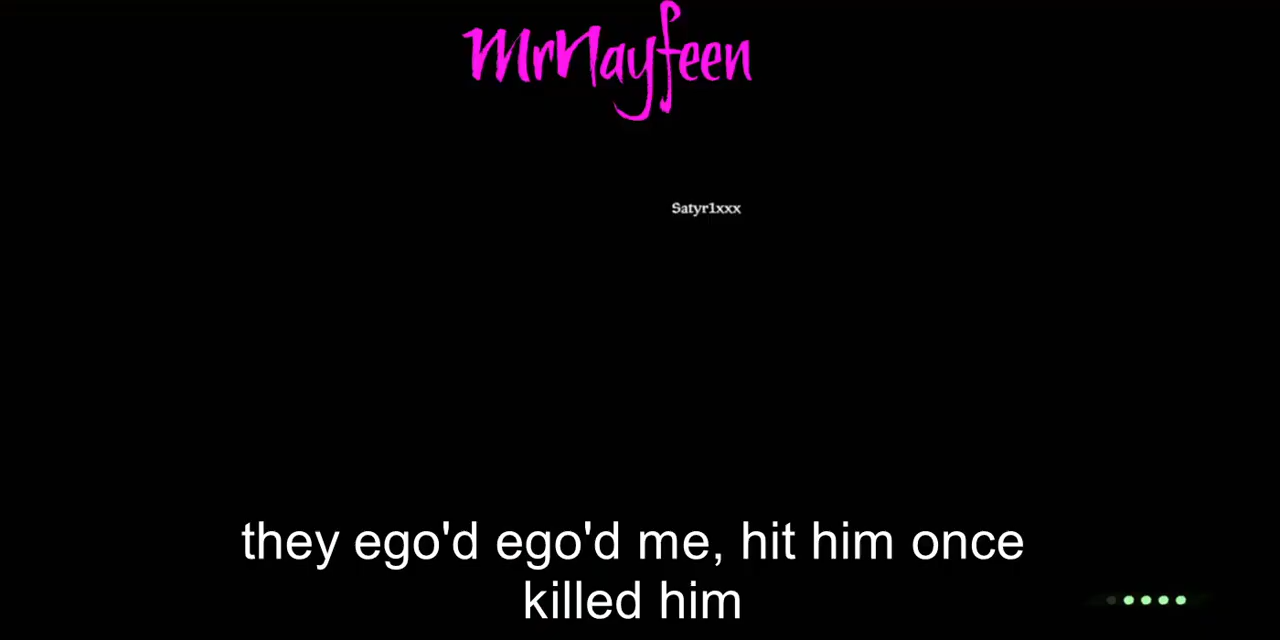 MrNayfeen
Satyr1xxx
they ego'd ego'd me, hit him once
killed him